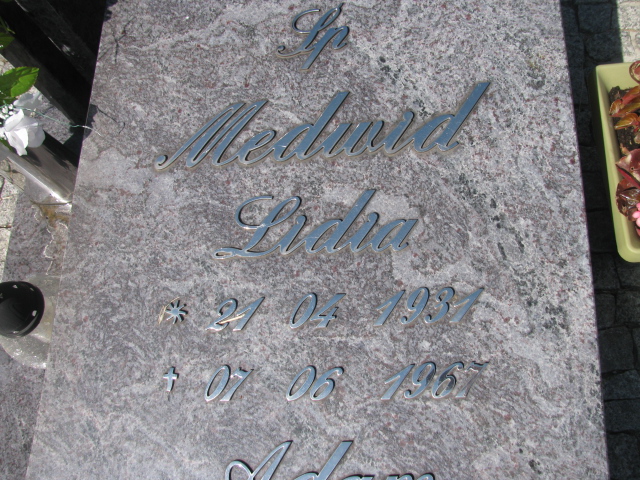 Śp
Medwid
Lidia
* 21 04 1931
† 07 06 1967
Adam